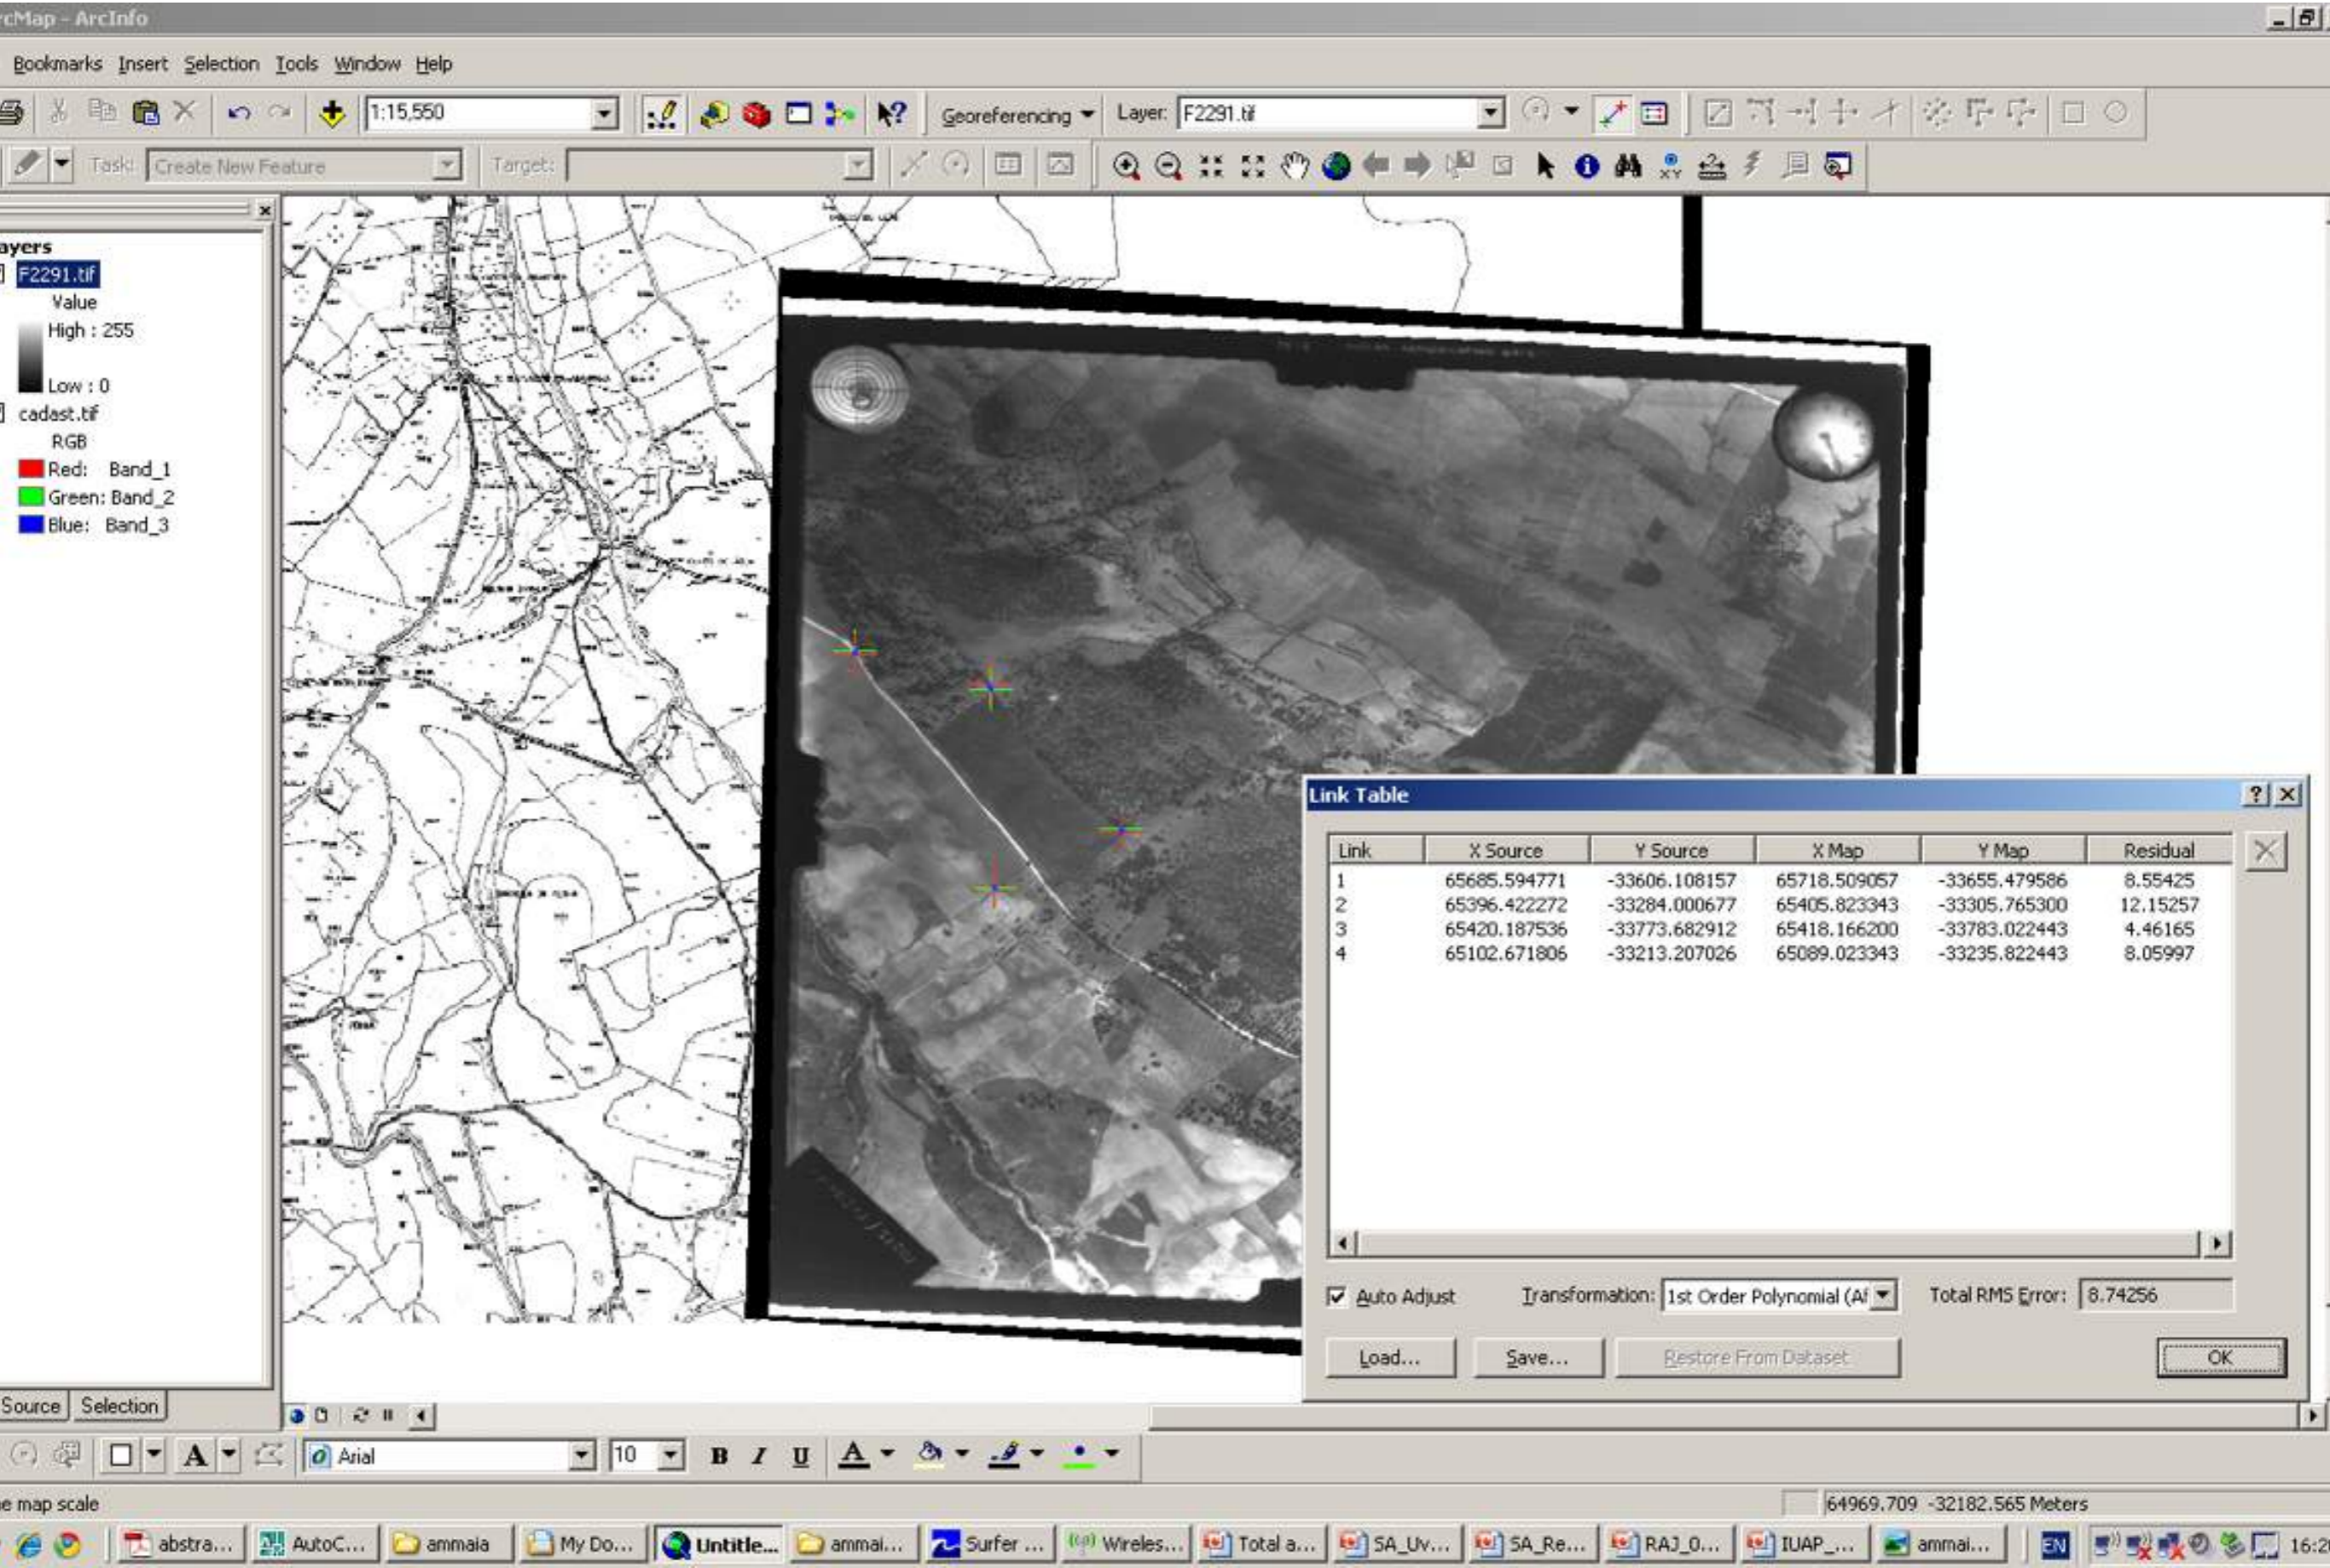 rcMap - ArcInfo
Bookmarks Insert Selection Tools Window Help
1:15,550 Georeferencing Layer: F2291.tif
Task: Create New Feature Target:
ayers
F2291.tif
Value
High : 255
Low : 0
cadast.tif
RGB
Red: Band_1
Green: Band_2
Blue: Band_3
Link Table
Link X Source Y Source X Map Y Map Residual
1 65685.594771 -33606.108157 65718.509057 -33655.479586 8.55425
2 65396.422272 -33284.000677 65405.823343 -33305.765300 12.15257
3 65420.187536 -33773.682912 65418.166200 -33783.022443 4.46165
4 65102.671806 -33213.207026 65089.023343 -33235.822443 8.05997
Auto Adjust Transformation: 1st Order Polynomial (Af Total RMS Error: 8.74256
Load... Save... Restore From Dataset OK
Source Selection
A Arial 10 B I U A
e map scale
64969.709 -32182.565 Meters
abstra... AutoC... ammaia My Do... Untitle... ammai... Surfer ... Wireles... Total a... SA_Uv... SA_Re... RAJ_0... IUAP_... ammai... EN 16:2